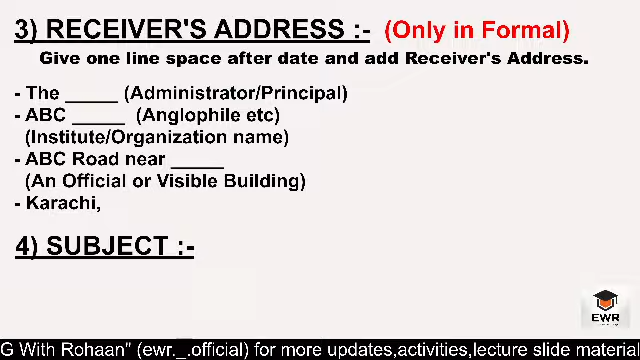 3) RECEIVER'S ADDRESS :- (Only in Formal)
Give one line space after date and add Receiver's Address.
- The _____ (Administrator/Principal)
- ABC _____ (Anglophile etc)
(Institute/Organization name)
- ABC Road near _____
(An Official or Visible Building)
- Karachi,
4) SUBJECT :-
EWR
G With Rohaan" (ewr._.official) for more updates,activities,lecture slide material